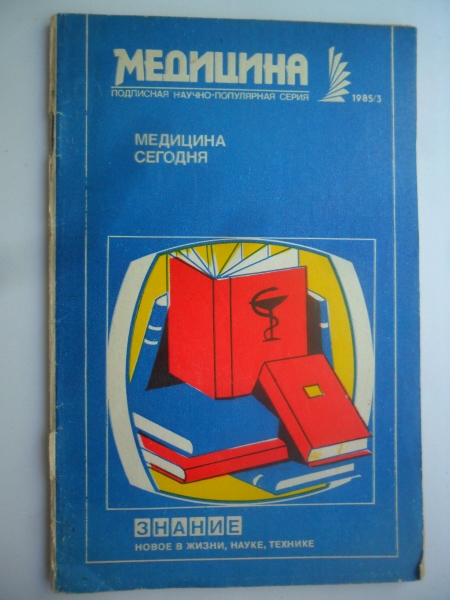 МЕДИЦИНА
ПОДПИСНАЯ НАУЧНО-ПОПУЛЯРНАЯ СЕРИЯ
1985/3
МЕДИЦИНА
СЕГОДНЯ
ЗНАНИЕ
НОВОЕ В ЖИЗНИ, НАУКЕ, ТЕХНИКЕ